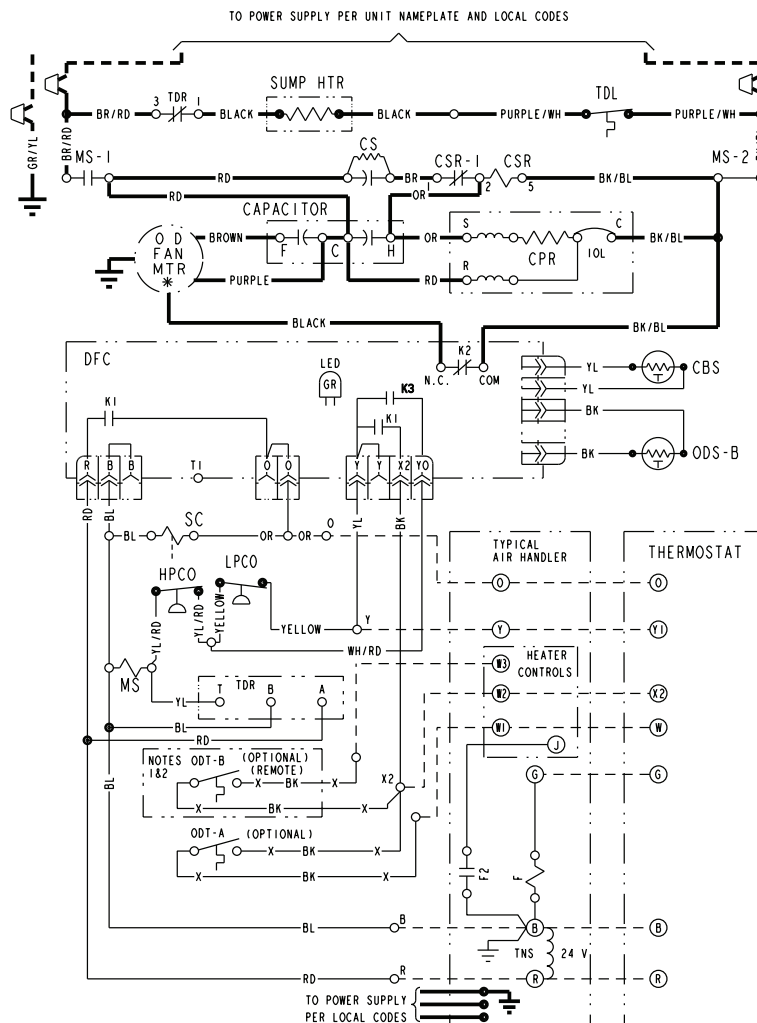 TO POWER SUPPLY PER UNIT NAMEPLATE AND LOCAL CODES
SUMP HTR
TDR
TDL
3
1
BR/RD
BLACK
BLACK
PURPLE/WH
PURPLE/WH
GR/YL
BR/RD
MS-1
CS
CSR-1
CSR
MS-2
RD
BR
1
2
5
BK/BL
RD
OR
CAPACITOR
O D
FAN
MTR
*
BROWN
F
C
H
OR
S
C
CPR
IOL
BK/BL
PURPLE
RD
R
BLACK
BK/BL
DFC
LED
GR
K2
N.C.
COM
YL
CBS
YL
BK
BK
ODS-B
K1
K3
K1
R
B
B
T1
O
O
Y
Y
X2
YO
RD
BL
YL
BK
BL
SC
OR
OR
O
TYPICAL
AIR HANDLER
THERMOSTAT
HPCO
LPCO
O
O
YL/RD
YL/RD
YELLOW
YELLOW
Y
Y
Y1
WH/RD
W3
HEATER
CONTROLS
MS
YL
TDR
T
B
A
W2
X2
BL
RD
W1
W
J
NOTES
1&2
ODT-B
(OPTIONAL)
(REMOTE)
X
BK
X
X
BK
X
X2
G
G
BL
ODT-A
(OPTIONAL)
X
BK
X
X
BK
X
F2
F
BL
B
B
B
TNS
24 V
RD
R
R
R
TO POWER SUPPLY
PER LOCAL CODES